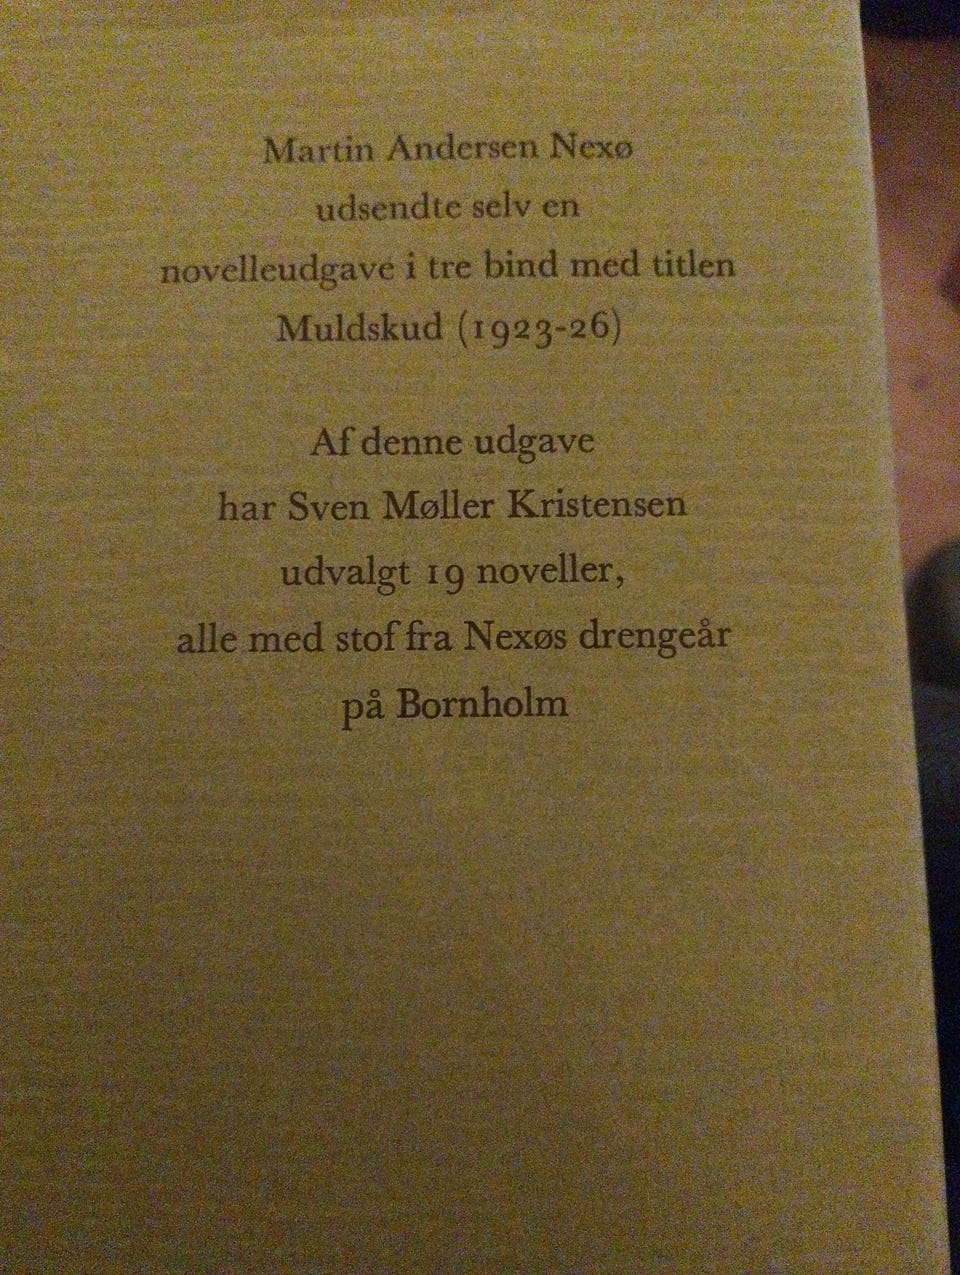 Martin Andersen Nexø
udsendte selv en
novelleudgave i tre bind med titlen
Muldskud (1923-26)
Af denne udgave
har Sven Møller Kristensen
udvalgt 19 noveller,
alle med stof fra Nexøs drengeår
på Bornholm